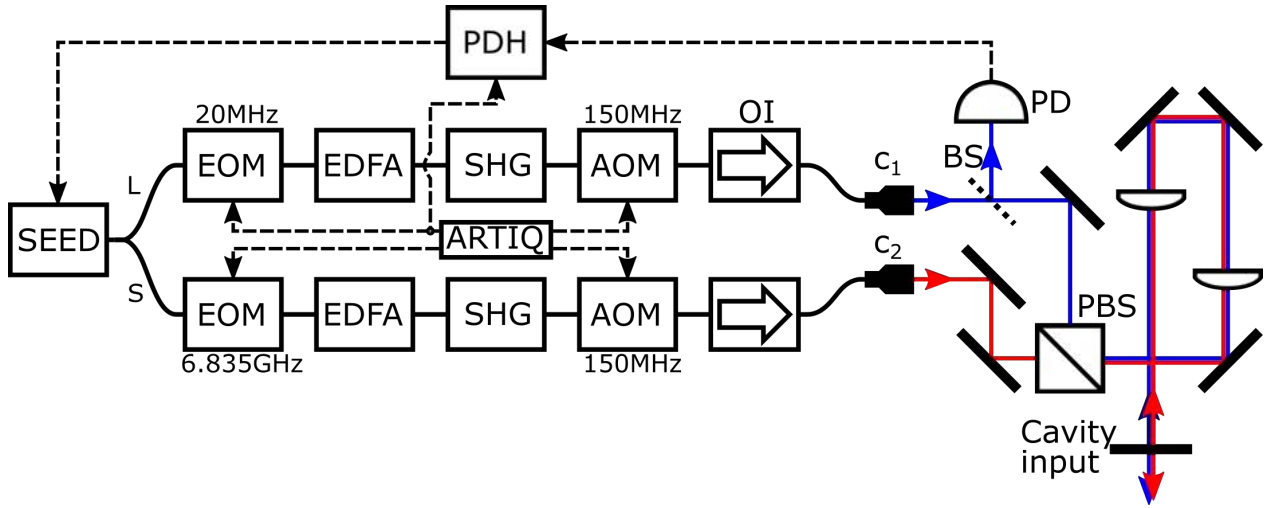 PDH
20MHz
150MHz
OI
PD
EOM
EDFA
SHG
AOM
L
c1
BS
SEED
ARTIQ
S
c2
EOM
EDFA
SHG
AOM
PBS
6.835GHz
150MHz
Cavity
input